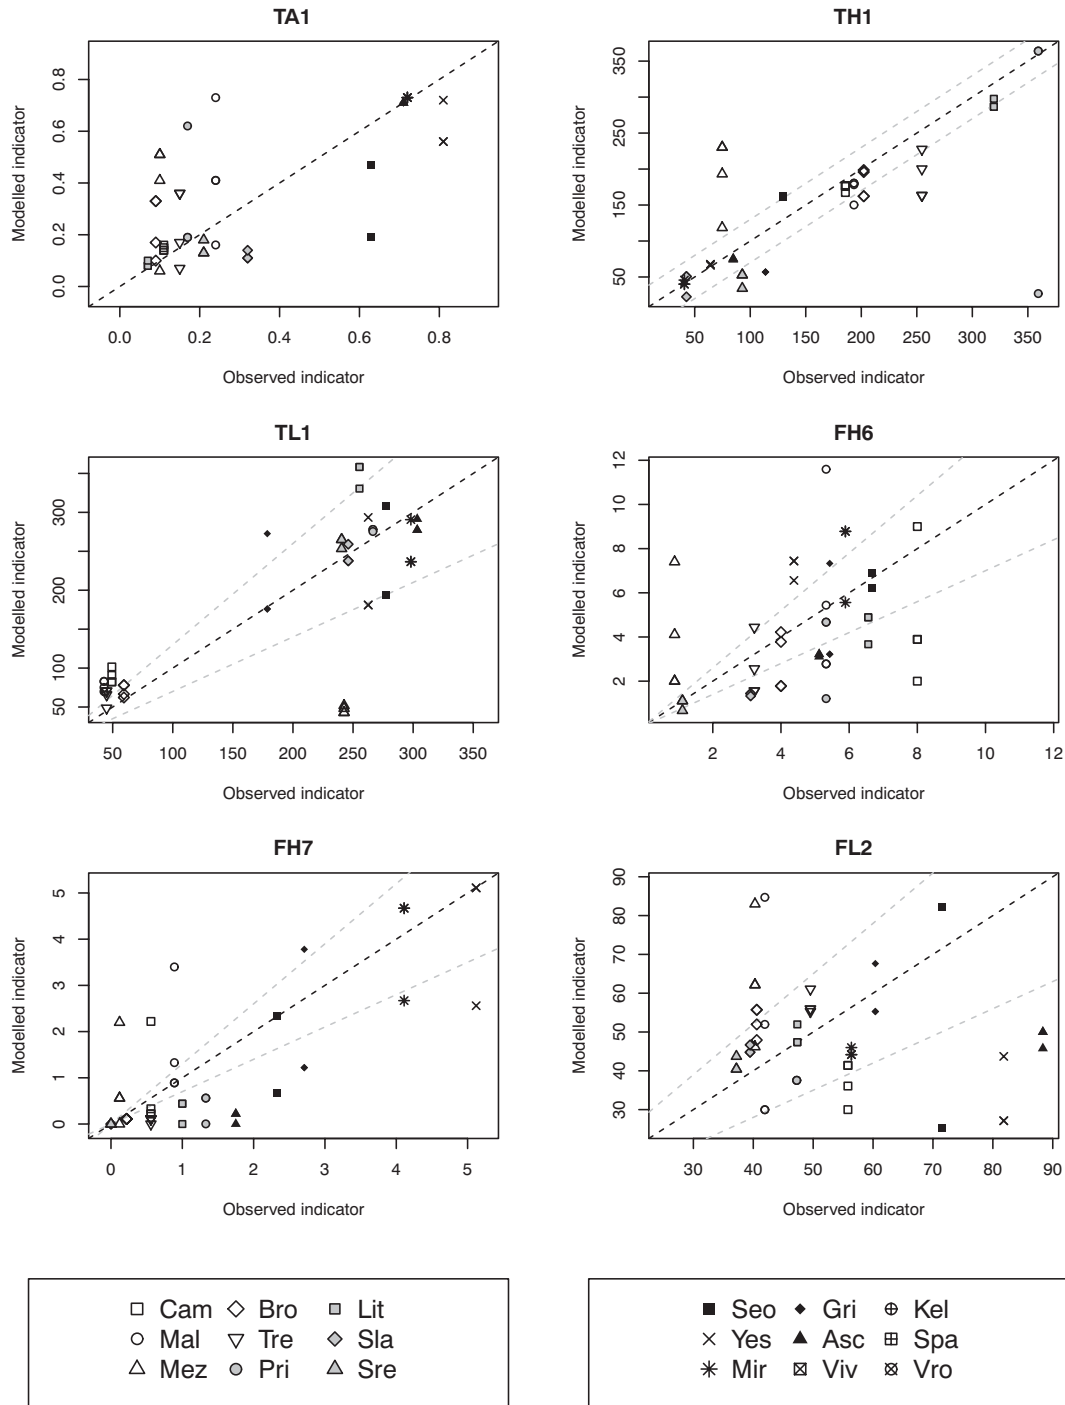 TA1
Modelled indicator
0.0 0.2 0.4 0.6 0.8
0.0 0.2 0.4 0.6 0.8
Observed indicator
TH1
Modelled indicator
50 150 250 350
50 100 150 200 250 300 350
Observed indicator
TL1
Modelled indicator
50 100 200 300
50 100 150 200 250 300 350
Observed indicator
FH6
Modelled indicator
2 4 6 8 10 12
2 4 6 8 10 12
Observed indicator
FH7
Modelled indicator
0 1 2 3 4 5
0 1 2 3 4 5
Observed indicator
FL2
Modelled indicator
30 40 50 60 70 80 90
30 40 50 60 70 80 90
Observed indicator
Cam Bro Lit
Mal Tre Sla
Mez Pri Sre
Seo Gri Kel
Yes Asc Spa
Mir Viv Vro